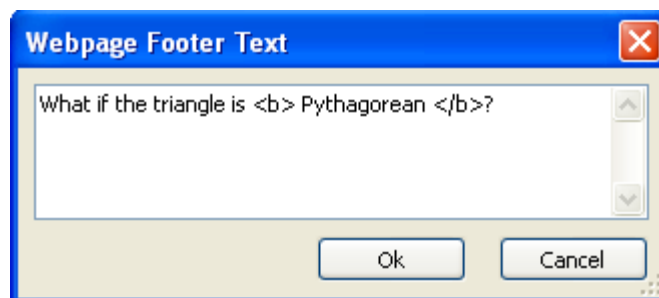 Webpage Footer Text
What if the triangle is <b> Pythagorean </b>?
Ok
Cancel